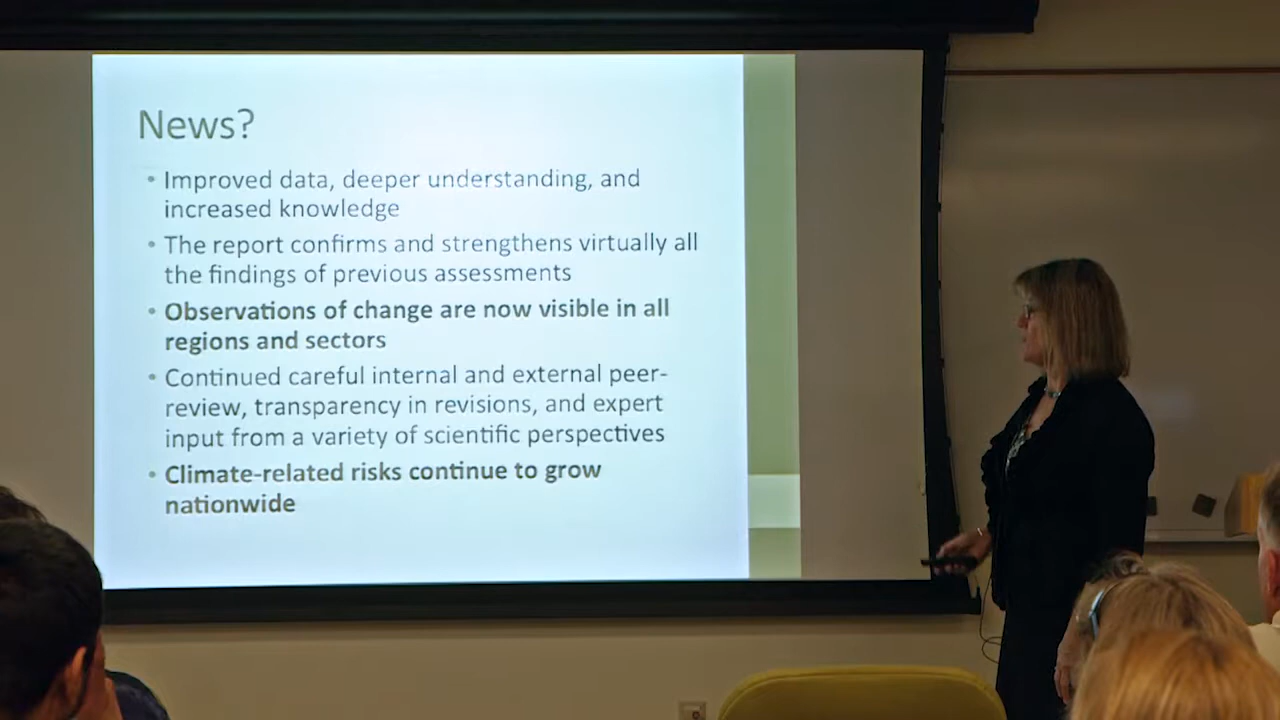 News?
• Improved data, deeper understanding, and
increased knowledge
• The report confirms and strengthens virtually all
the findings of previous assessments
• Observations of change are now visible in all
regions and sectors
• Continued careful internal and external peer-
review, transparency in revisions, and expert
input from a variety of scientific perspectives
• Climate-related risks continue to grow
nationwide